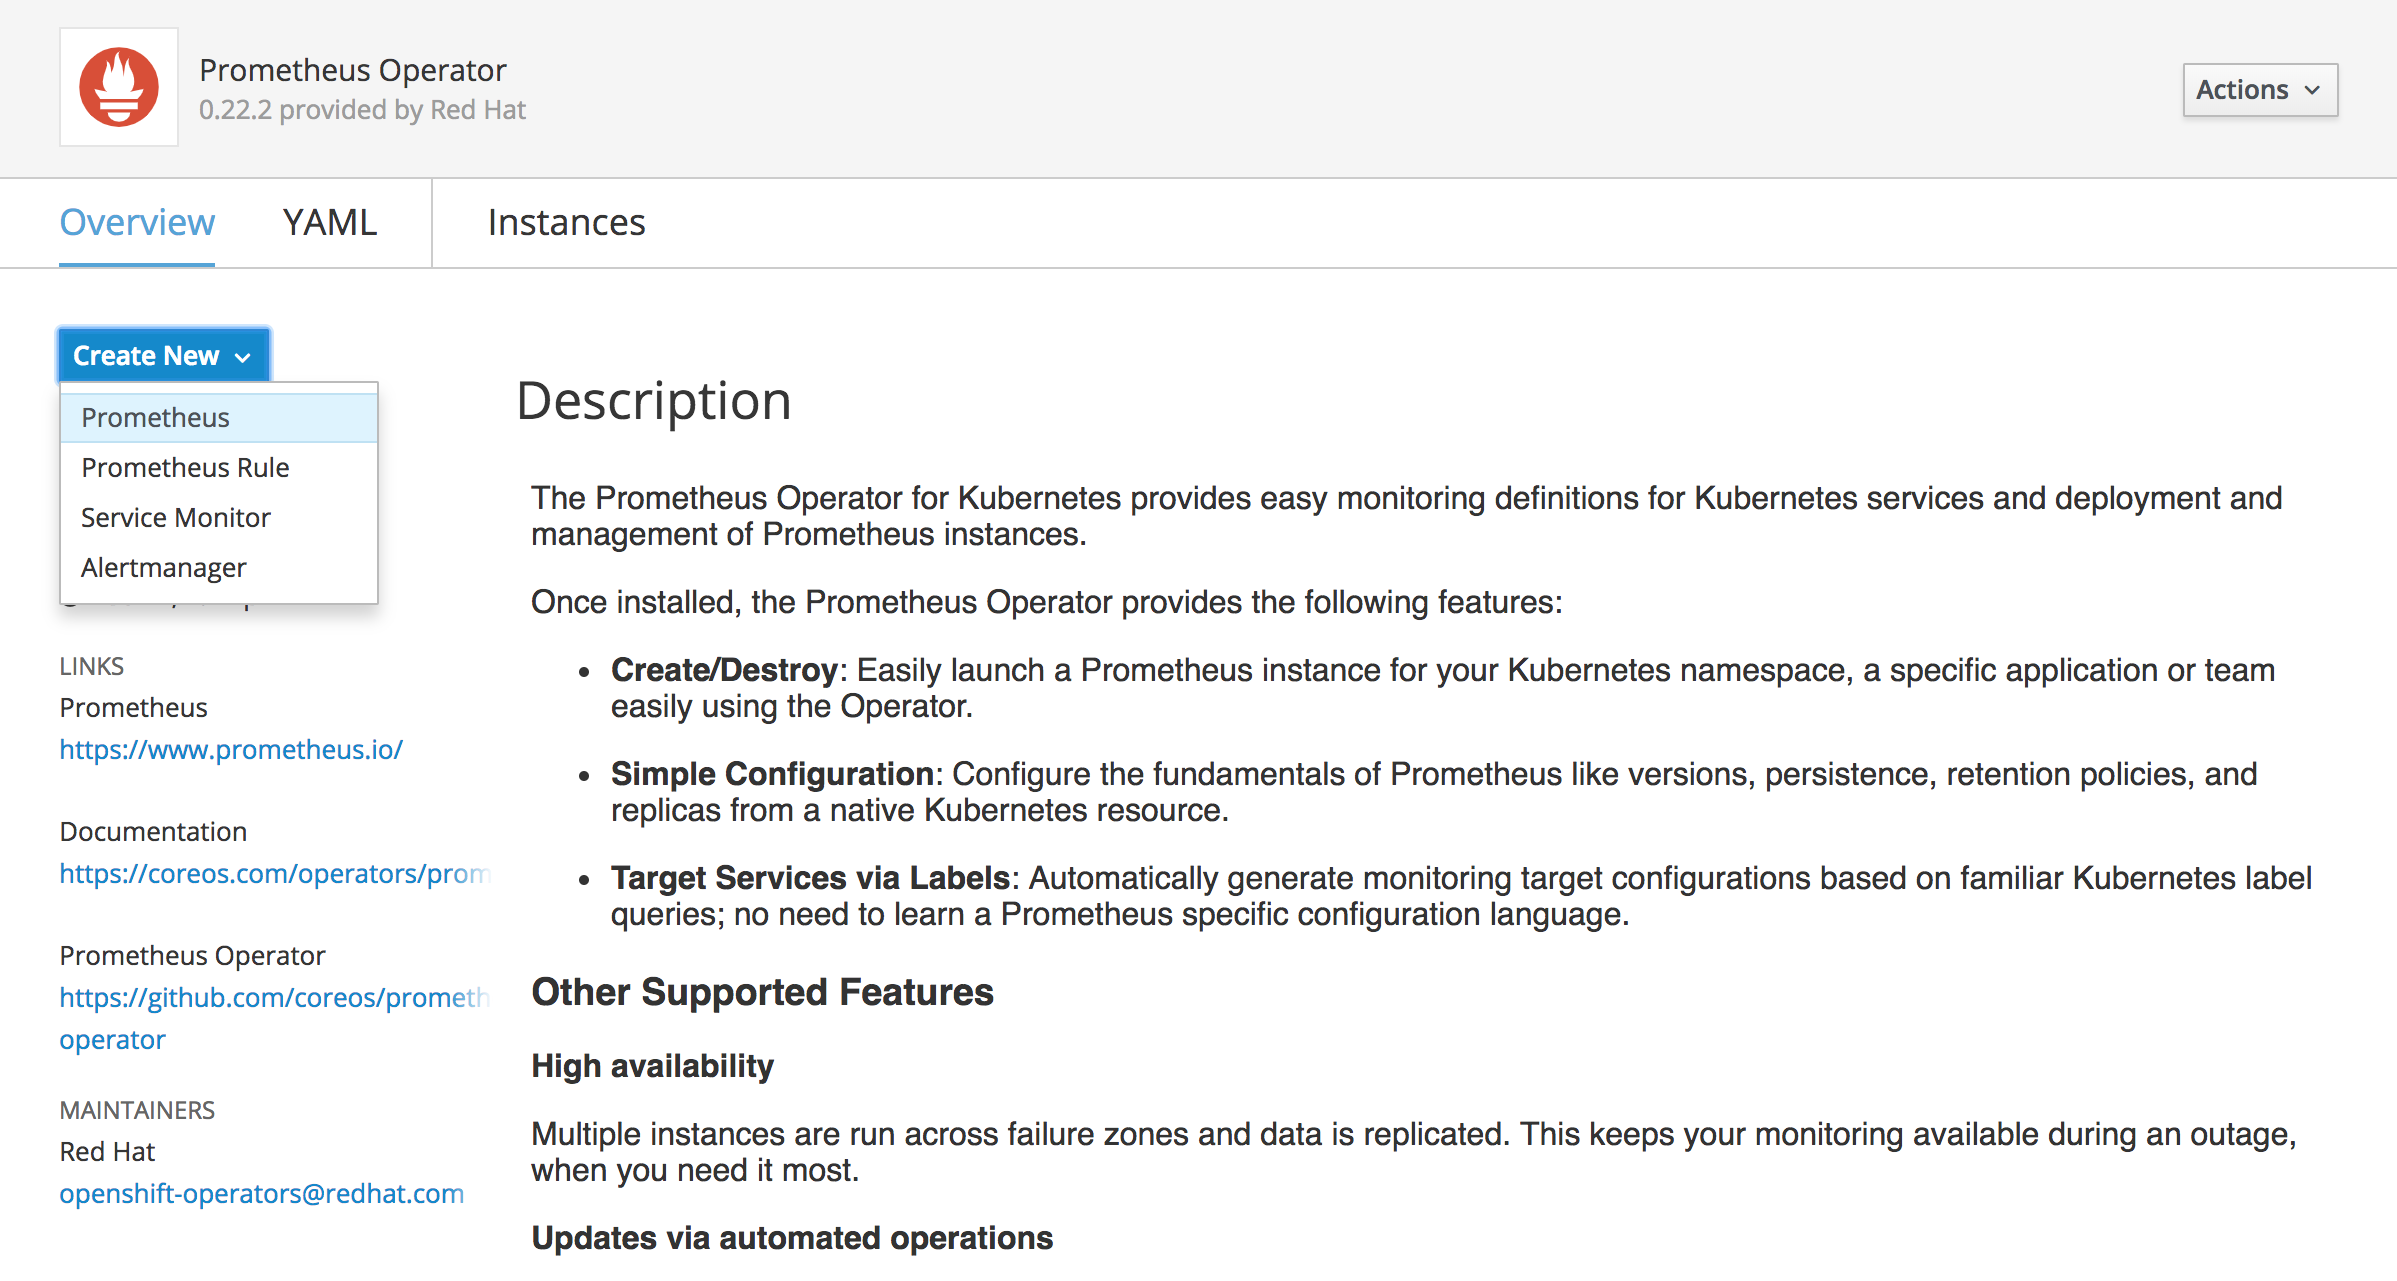 Prometheus Operator
0.22.2 provided by Red Hat
Actions
Overview
YAML
Instances
Create New
Prometheus
Prometheus Rule
Service Monitor
Alertmanager
LINKS
Prometheus
https://www.prometheus.io/
Documentation
https://coreos.com/operators/prom
Prometheus Operator
https://github.com/coreos/prometh
operator
MAINTAINERS
Red Hat
openshift-operators@redhat.com
Description
The Prometheus Operator for Kubernetes provides easy monitoring definitions for Kubernetes services and deployment and
management of Prometheus instances.
Once installed, the Prometheus Operator provides the following features:
• Create/Destroy: Easily launch a Prometheus instance for your Kubernetes namespace, a specific application or team
easily using the Operator.
• Simple Configuration: Configure the fundamentals of Prometheus like versions, persistence, retention policies, and
replicas from a native Kubernetes resource.
• Target Services via Labels: Automatically generate monitoring target configurations based on familiar Kubernetes label
queries; no need to learn a Prometheus specific configuration language.
Other Supported Features
High availability
Multiple instances are run across failure zones and data is replicated. This keeps your monitoring available during an outage,
when you need it most.
Updates via automated operations